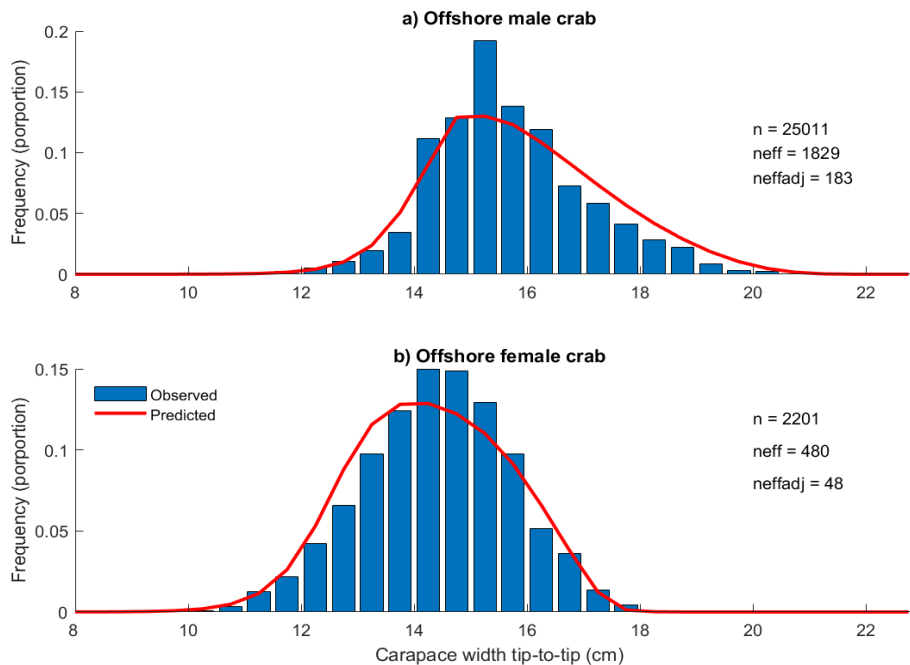 a) Offshore male crab
Frequency (porportion)
0.2
0.15
0.1
0.05
0
n = 25011
neff = 1829
neffadj = 183
8 10 12 14 16 18 20 22
b) Offshore female crab
Frequency (porportion)
0.15
0.1
0.05
0
Observed
Predicted
n = 2201
neff = 480
neffadj = 48
8 10 12 14 16 18 20 22
Carapace width tip-to-tip (cm)